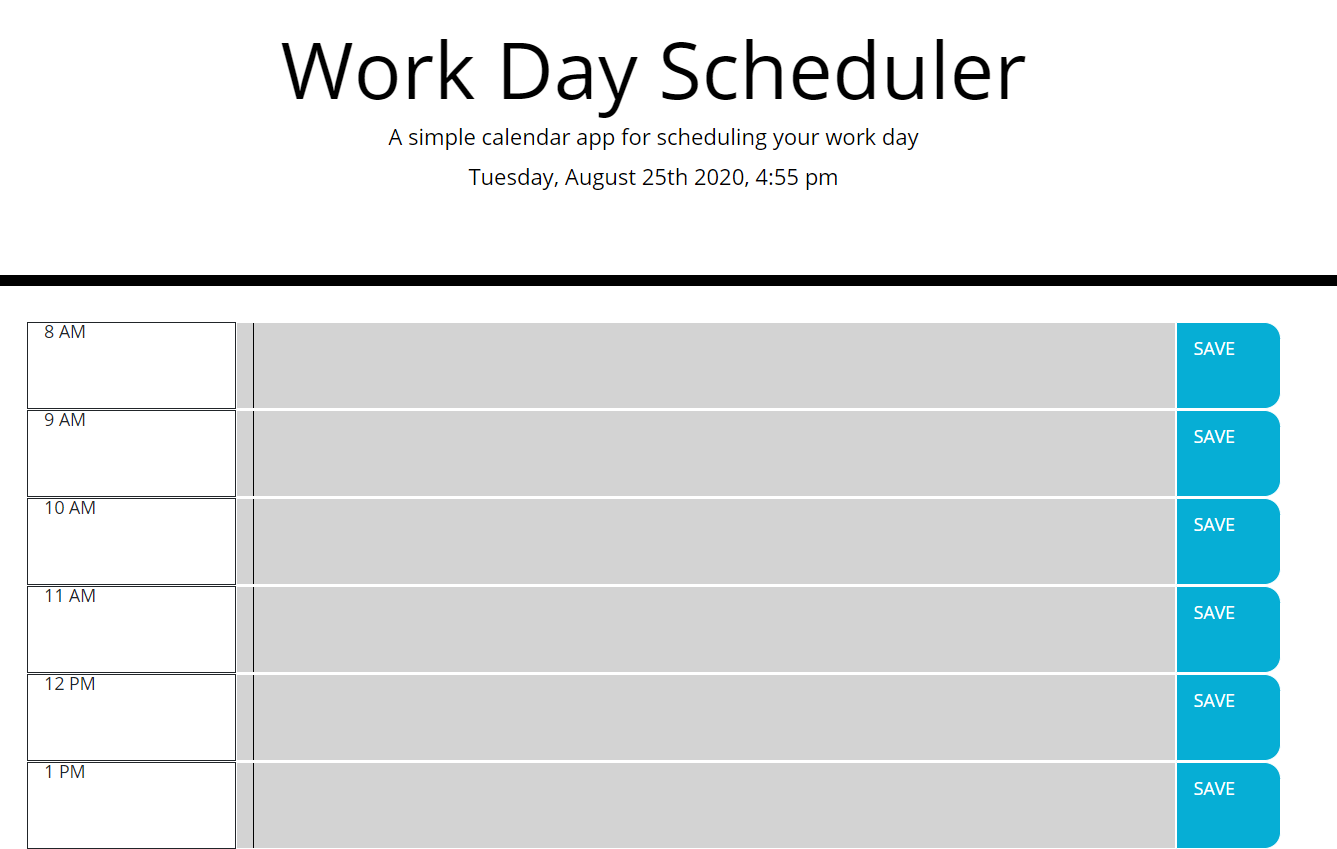 Work Day Scheduler
A simple calendar app for scheduling your work day
Tuesday, August 25th 2020, 4:55 pm
8 AM
SAVE
9 AM
SAVE
10 AM
SAVE
11 AM
SAVE
12 PM
SAVE
1 PM
SAVE